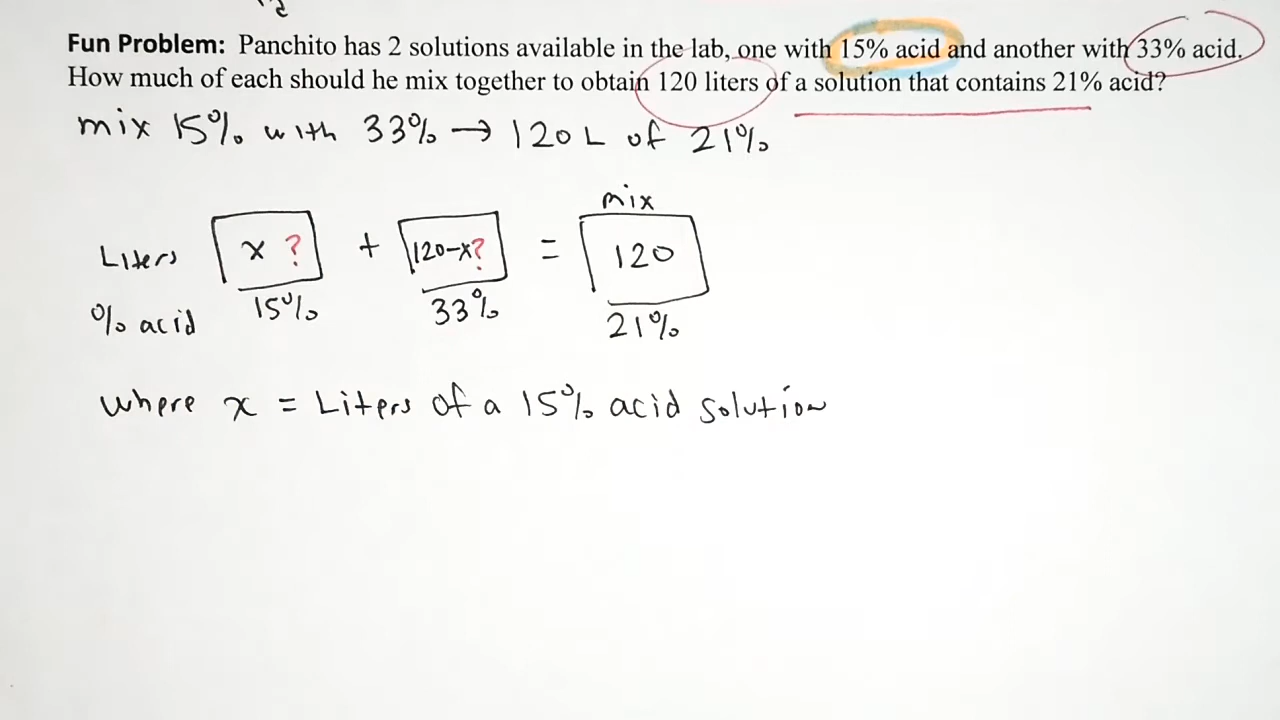 Fun Problem: Panchito has 2 solutions available in the lab, one with 15% acid and another with 33% acid.
How much of each should he mix together to obtain 120 liters of a solution that contains 21% acid?
mix 15% with 33% → 120 L of 21%
mix
Liters x ? + 120-x? = 120
% acid 15% 33% 21%
where x = Liters of a 15% acid solution